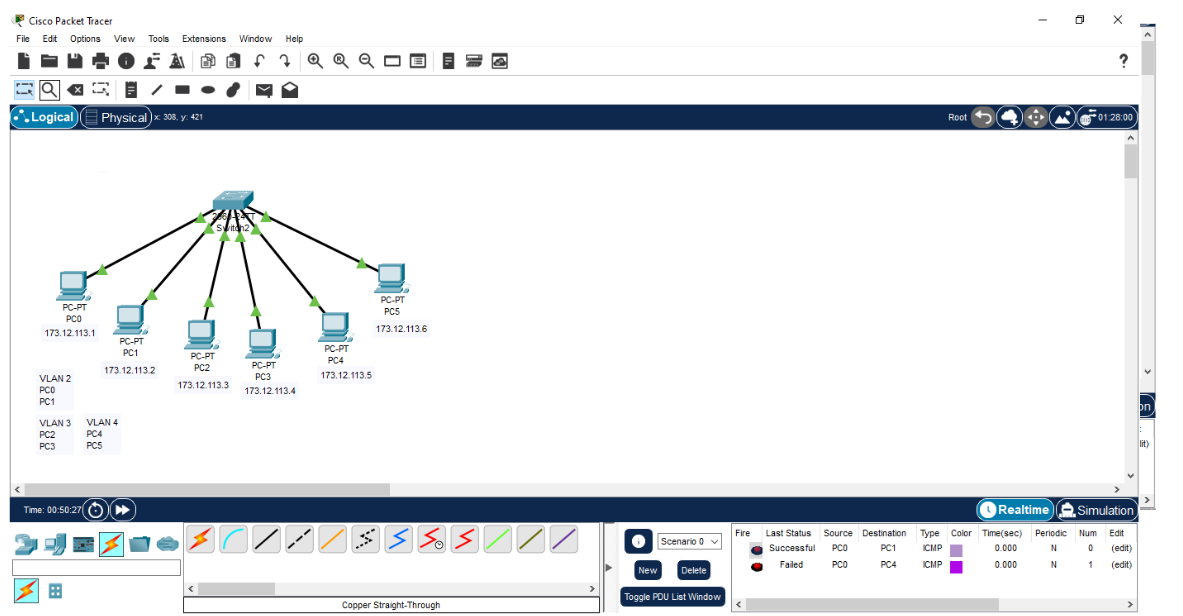 Cisco Packet Tracer
File Edit Options View Tools Extensions Window Help
Logical Physical x: 308, y: 421 Root 01:28:00
2960-24TT
Switch2
PC-PT
PC0
173.12.113.1
PC-PT
PC1
173.12.113.2
PC-PT
PC2
173.12.113.3
PC-PT
PC3
173.12.113.4
PC-PT
PC4
173.12.113.5
PC-PT
PC5
173.12.113.6
VLAN 2
PC0
PC1
VLAN 3
PC2
PC3
VLAN 4
PC4
PC5
on
it)
Time: 00:50:27 Realtime Simulation
Scenario 0
New Delete
Toggle PDU List Window
Fire Last Status Source Destination Type Color Time(sec) Periodic Num Edit
Successful PC0 PC1 ICMP 0.000 N 0 (edit)
Failed PC0 PC4 ICMP 0.000 N 1 (edit)
Copper Straight-Through